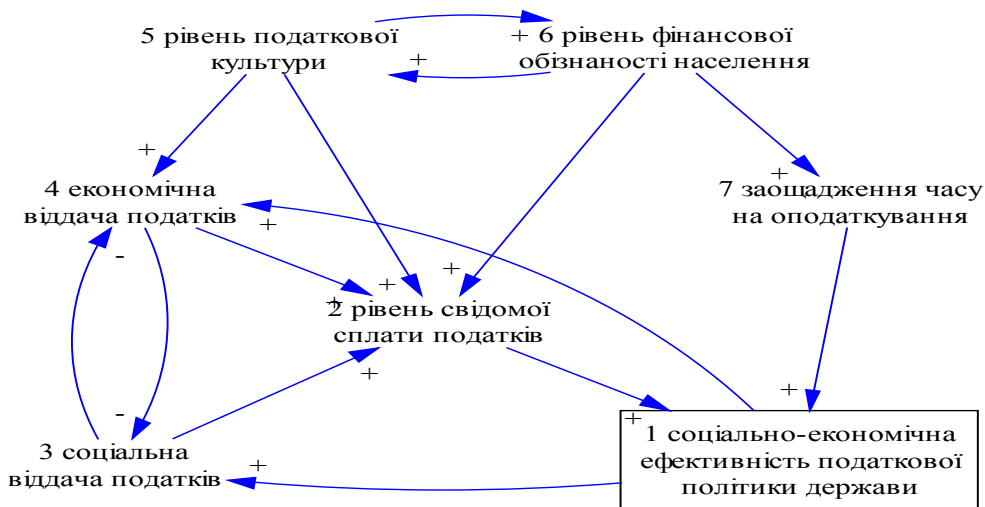 5 рівень податкової
культури
+ 6 рівень фінансової
обізнаності населення
+
+
4 економічна
віддача податків
+
7 заощадження часу
на оподаткування
+
-
+
+
+
2 рівень свідомої
сплати податків
+
+
-
+
3 соціальна
віддача податків
+
+
1 соціально-економічна
ефективність податкової
політики держави